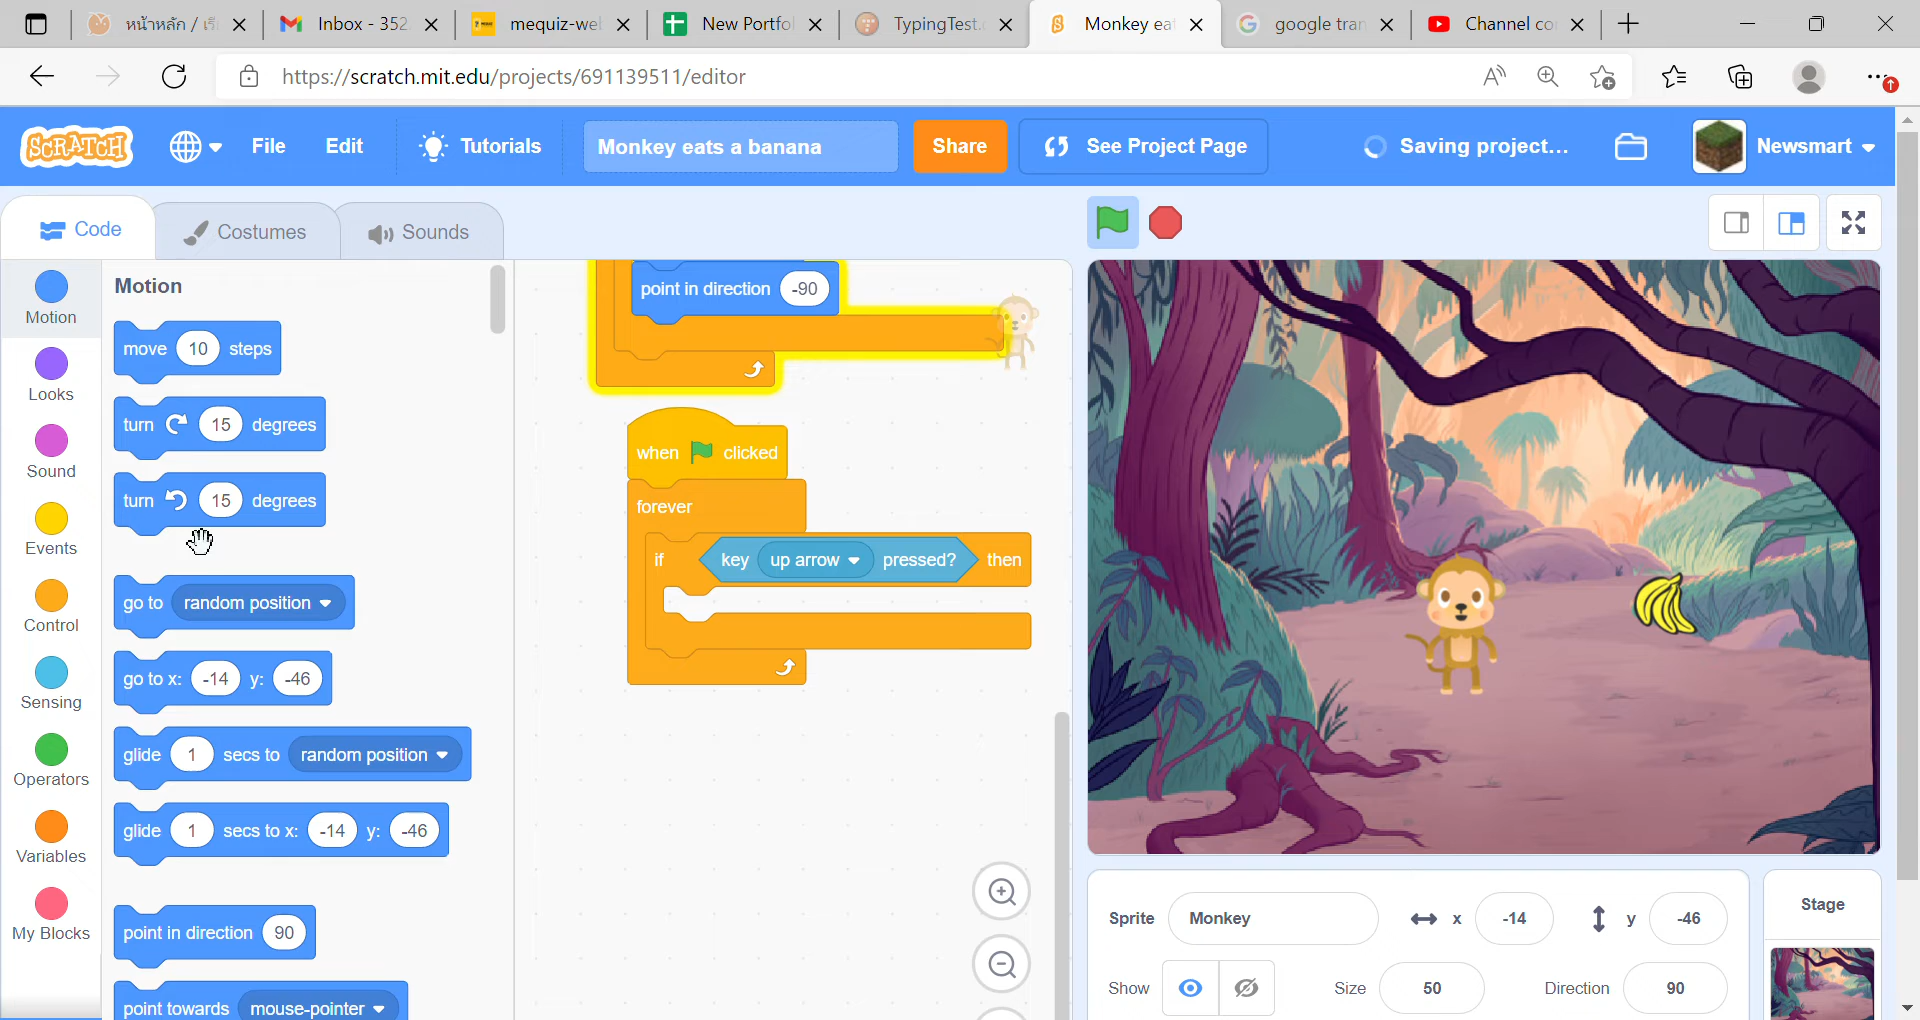 หน้าหลัก / เรี
Inbox - 352
mequiz-we
New Portfo
TypingTest.
Monkey ea
google tran
Channel co
https://scratch.mit.edu/projects/691139511/editor
SCRATCH
File
Edit
Tutorials
Monkey eats a banana
Share
See Project Page
Saving project...
Newsmart
Code
Costumes
Sounds
Motion
Looks
Sound
Events
Control
Sensing
Operators
Variables
My Blocks
Motion
move 10 steps
turn 15 degrees
turn 15 degrees
go to random position
go to x: -14 y: -46
glide 1 secs to random position
glide 1 secs to x: -14 y: -46
point in direction 90
point towards mouse-pointer
point in direction -90
when clicked
forever
if key up arrow pressed? then
Sprite Monkey x -14 y -46
Show Size 50 Direction 90
Stage